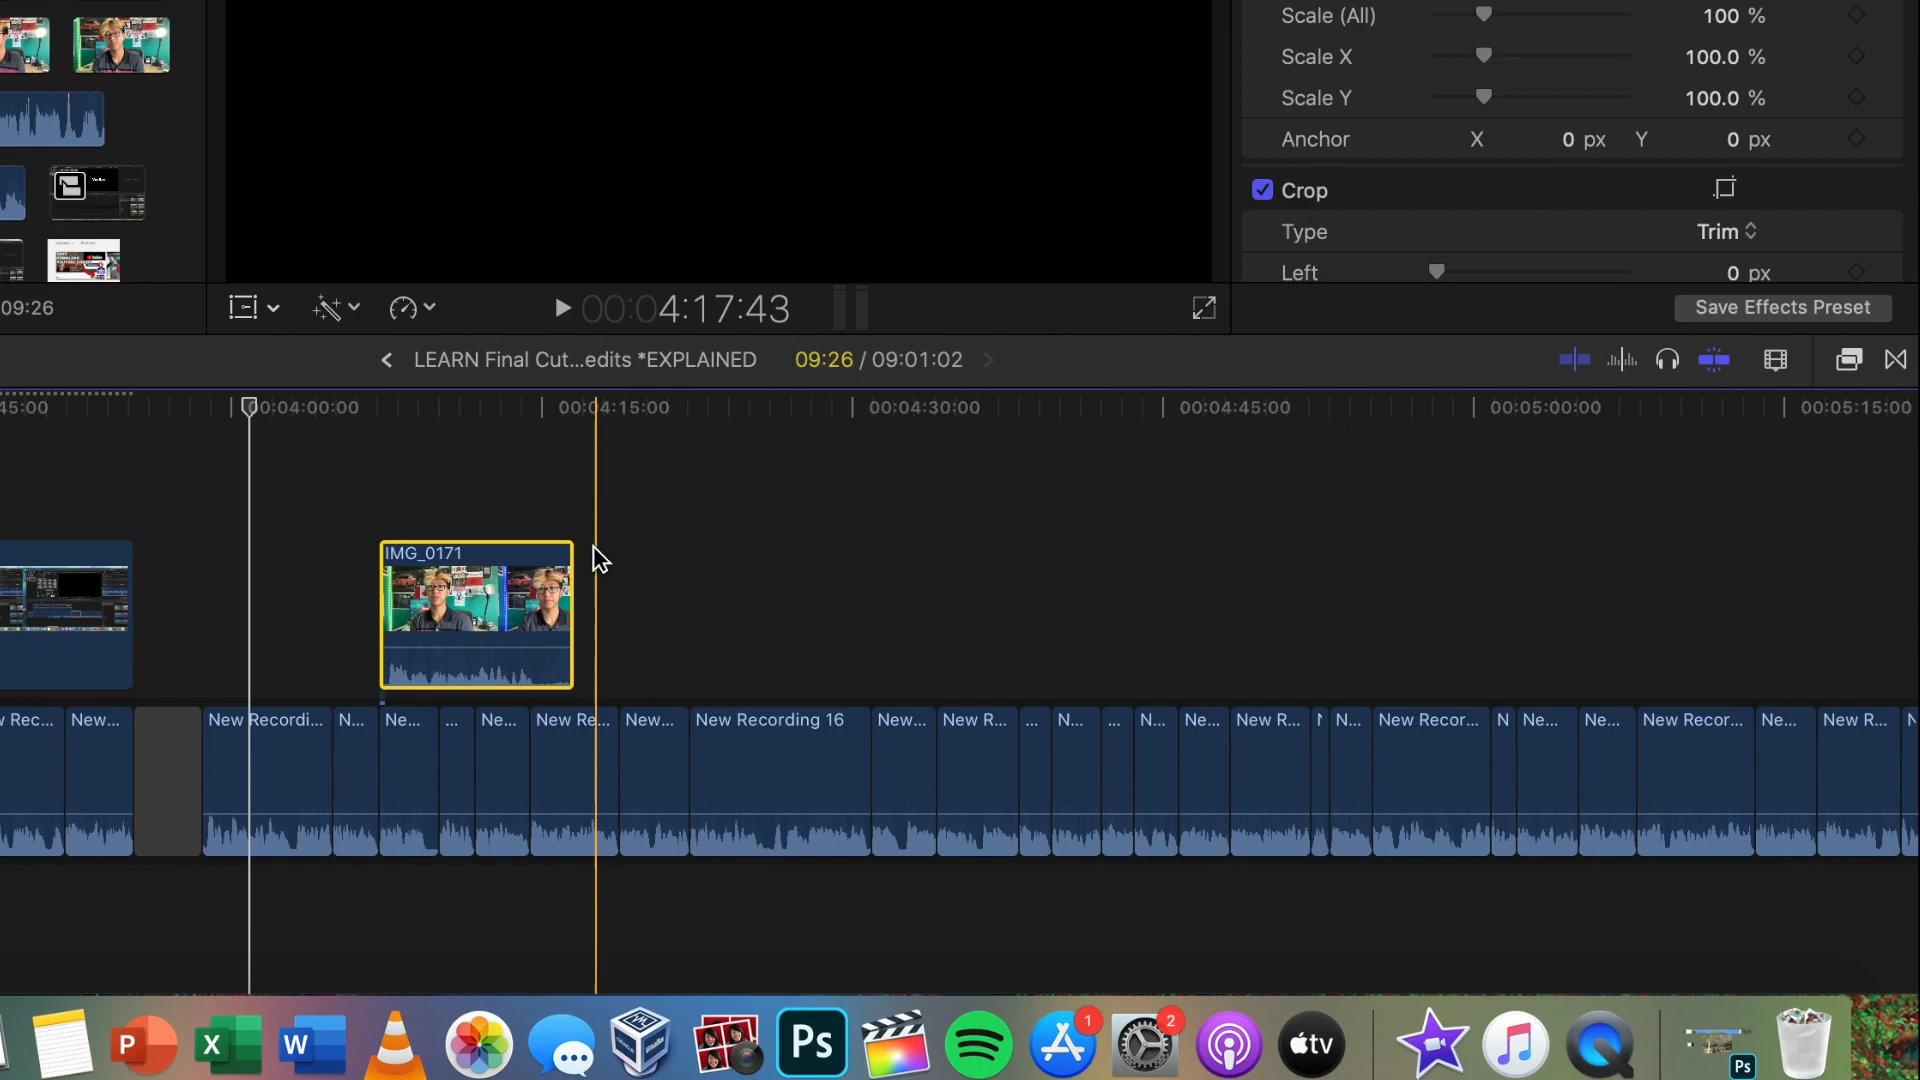 Scale (All) 100 %
Scale X 100.0 %
Scale Y 100.0 %
Anchor X 0 px Y 0 px
Crop
Type Trim
Left 0 px
09:26
00:04:17:43
Save Effects Preset
LEARN Final Cut...edits *EXPLAINED 09:26 / 09:01:02
45:00 00:04:00:00 00:04:15:00 00:04:30:00 00:04:45:00 00:05:00:00 00:05:15:00
IMG_0171
Rec... New... New Recordi... N... Ne... ... Ne... New Re... New... New Recording 16 New... New R... ... N... ... N... Ne... New R... N... New Recor... N Ne... Ne... New Recor... Ne... New R...
P X W Ps 1 2 tv Ps